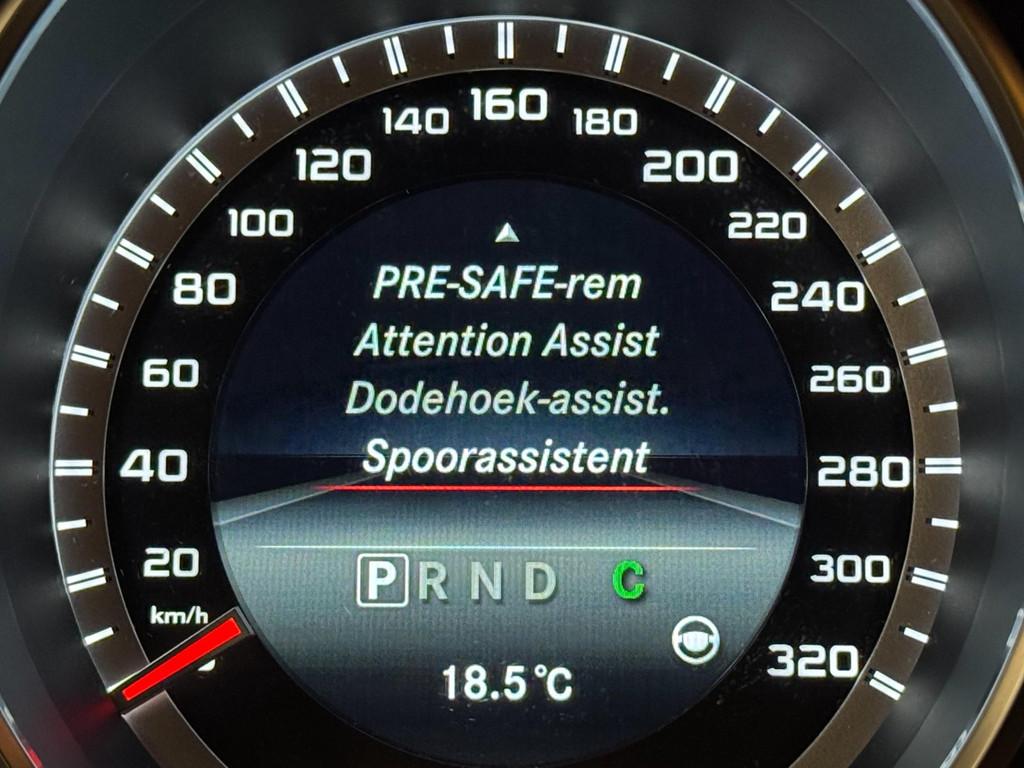 160
140 180
120 200
100 220
80 240
60 260
40 280
20 300
km/h 320
PRE-SAFE-rem
Attention Assist
Dodehoek-assist.
Spoorassistent
P R N D C
18.5°C